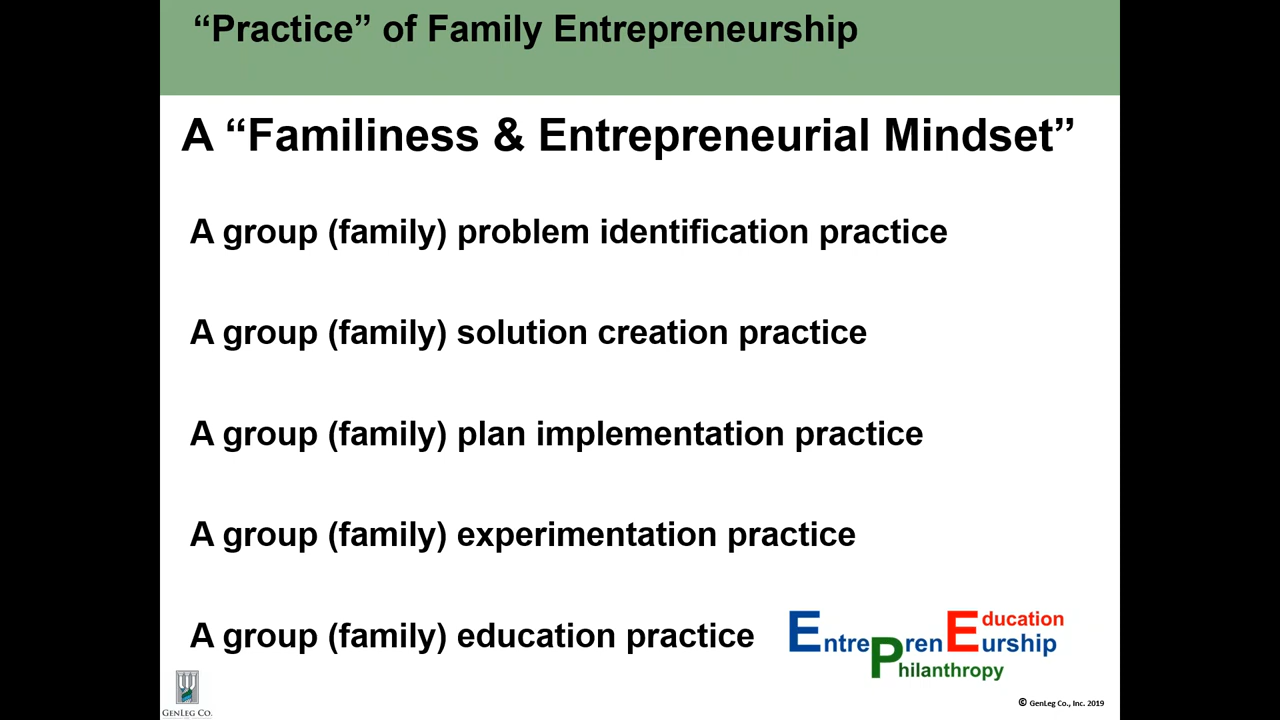 “Practice” of Family Entrepreneurship
A “Familiness & Entrepreneurial Mindset”
A group (family) problem identification practice
A group (family) solution creation practice
A group (family) plan implementation practice
A group (family) experimentation practice
A group (family) education practice
Education
EntrePrenEurship
Philanthropy
GENLEG CO.
© GenLeg Co., Inc. 2019